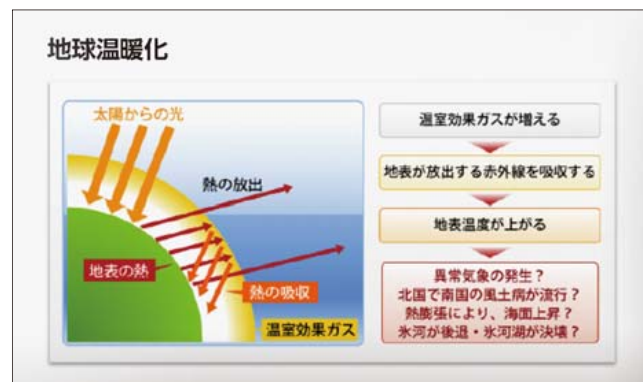 地球温暖化
太陽からの光
熱の放出
地表の熱
熱の吸収
温室効果ガス
温室効果ガスが増える
地表が放出する赤外線を吸収する
地表温度が上がる
異常気象の発生？
北国で南国の風土病が流行？
熱膨張により、海面上昇？
氷河が後退・氷河湖が決壊？